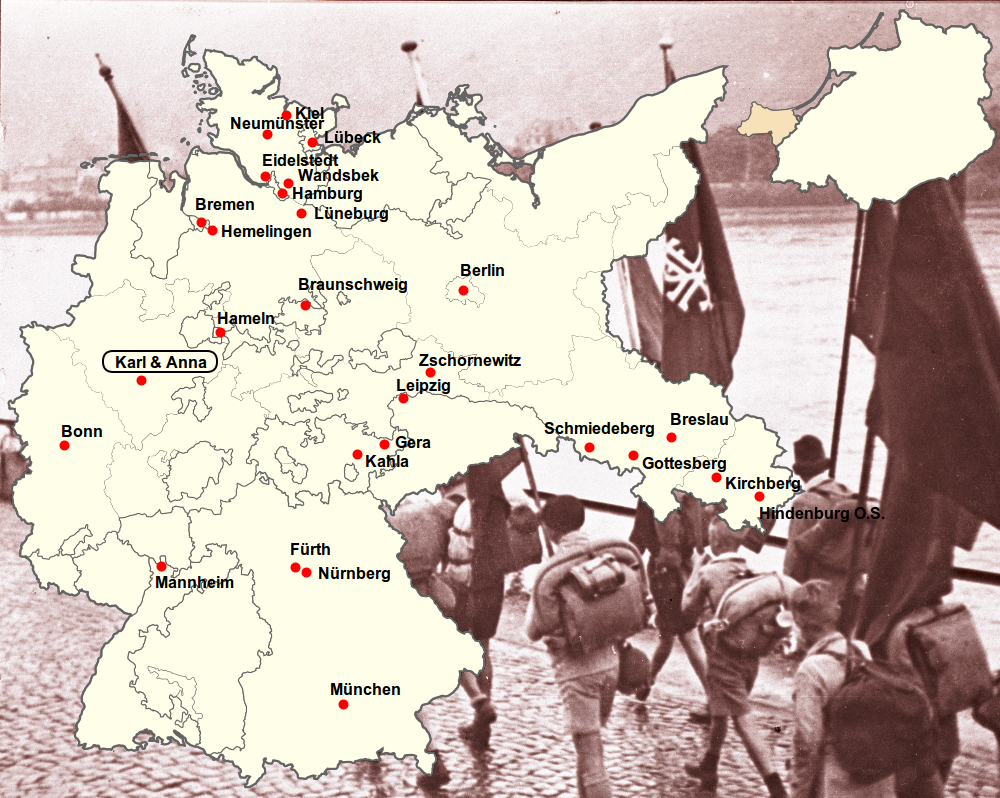 Kiel
Neumünster
Lübeck
Eidelstedt
Wandsbek
Hamburg
Bremen
Lüneburg
Hemelingen
Berlin
Braunschweig
Hameln
Karl & Anna
Zschornewitz
Leipzig
Breslau
Schmiedeberg
Bonn
Gera
Kahla
Gottesberg
Kirchberg
Hindenburg O.S.
Fürth
Nürnberg
Mannheim
München